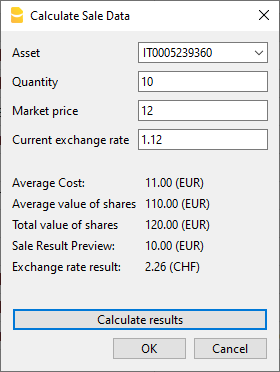 Calculate Sale Data
Asset IT0005239360
Quantity 10
Market price 12
Current exchange rate 1.12
Average Cost: 11.00 (EUR)
Average value of shares 110.00 (EUR)
Total value of shares 120.00 (EUR)
Sale Result Preview: 10.00 (EUR)
Exchange rate result: 2.26 (CHF)
Calculate results
OK Cancel